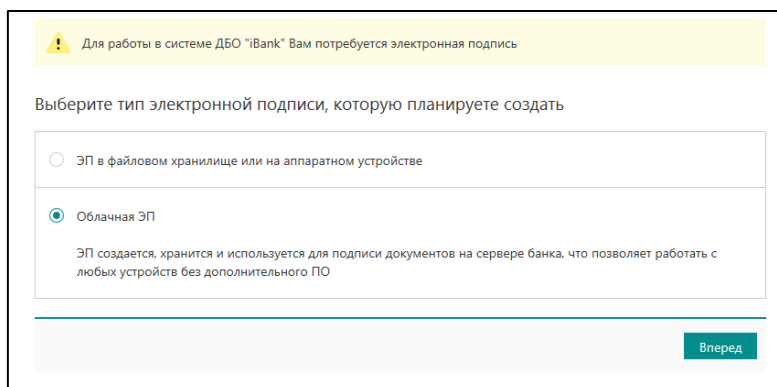 Для работы в системе ДБО "iBank" Вам потребуется электронная подпись
Выберите тип электронной подписи, которую планируете создать
ЭП в файловом хранилище или на аппаратном устройстве
Облачная ЭП
ЭП создается, хранится и используется для подписи документов на сервере банка, что позволяет работать с
любых устройств без дополнительного ПО
Вперед